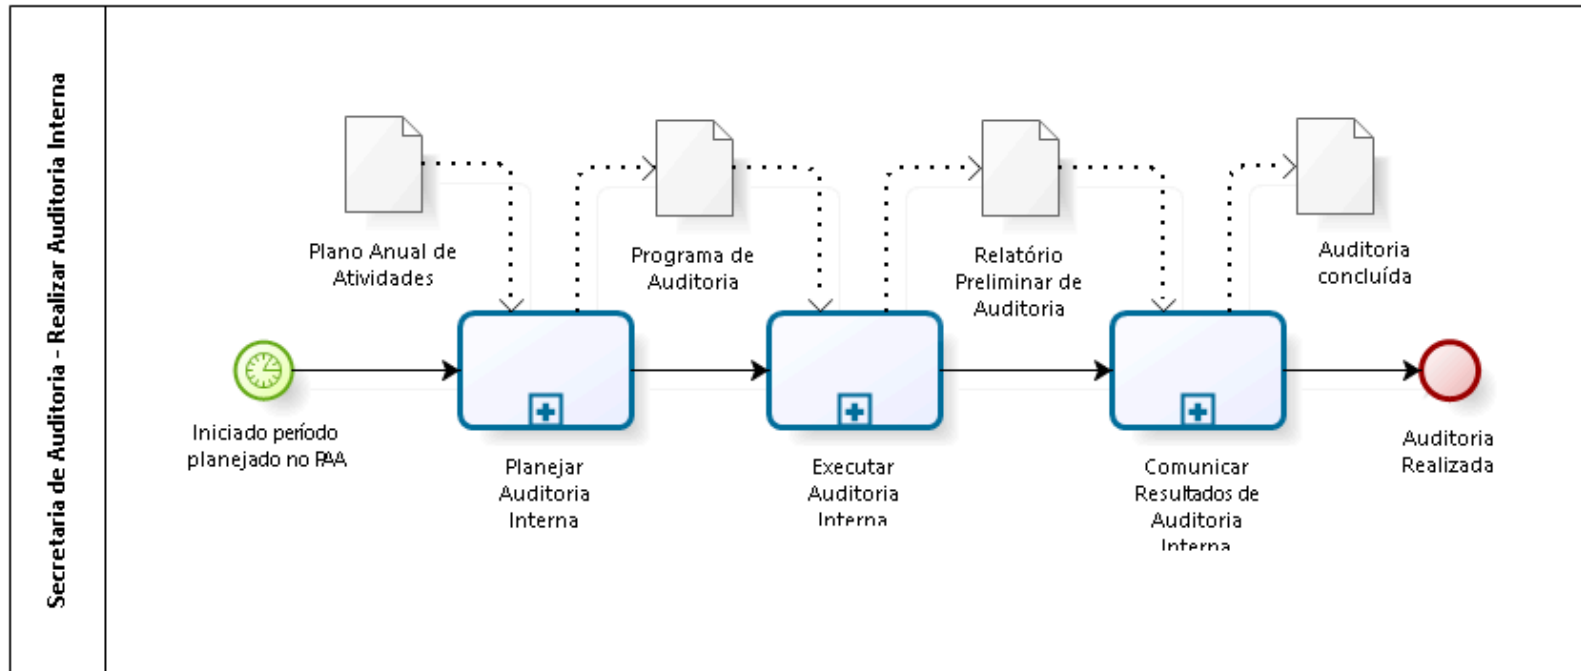 Secretaria de Auditoria - Realizar Auditoria Interna
Plano Anual de
Atividades
Programa de
Auditoria
Relatório
Preliminar de
Auditoria
Auditoria
concluída
Iniciado período
planejado no PAA
Planejar
Auditoria
Interna
Executar
Auditoria
Interna
Comunicar
Resultados de
Auditoria
Interna
Auditoria
Realizada